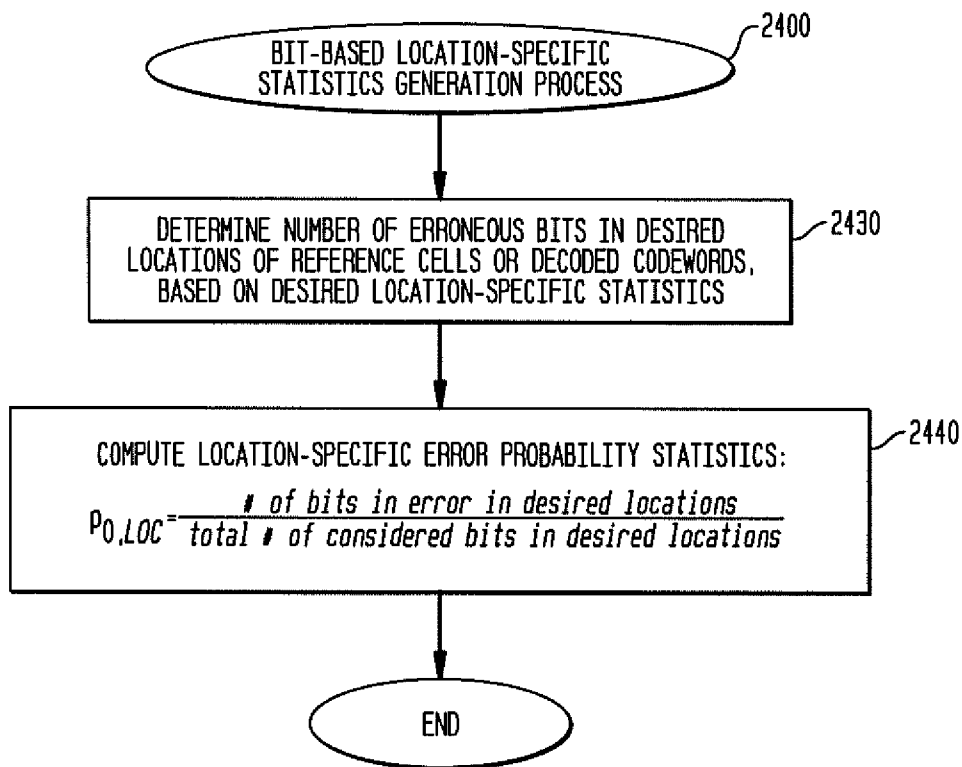 BIT-BASED LOCATION-SPECIFIC
STATISTICS GENERATION PROCESS
2400
DETERMINE NUMBER OF ERRONEOUS BITS IN DESIRED
LOCATIONS OF REFERENCE CELLS OR DECODED CODEWORDS,
BASED ON DESIRED LOCATION-SPECIFIC STATISTICS
2430
COMPUTE LOCATION-SPECIFIC ERROR PROBABILITY STATISTICS:
2440
# of bits in error in desired locations
P0,LOC=
total # of considered bits in desired locations
END